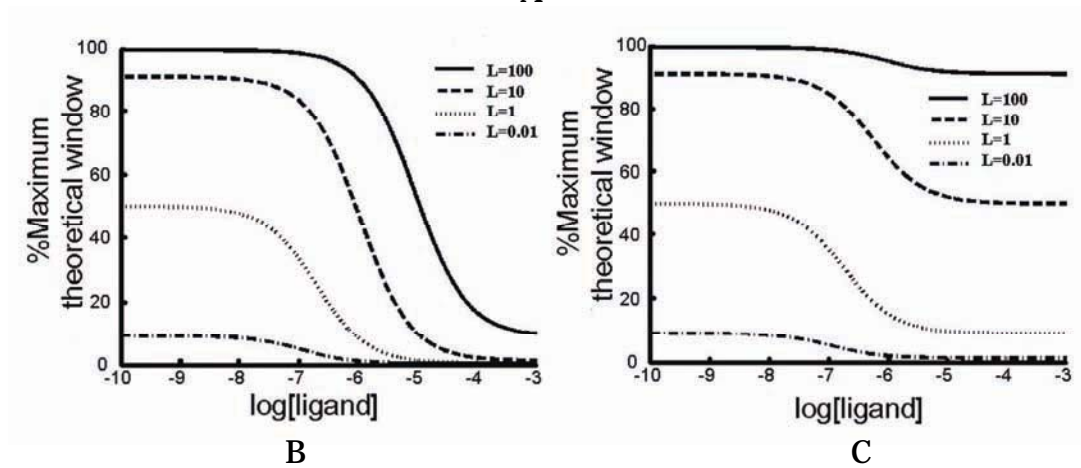 100
80
60
40
20
0
%Maximum
theoretical window
L=100
L=10
L=1
L=0.01
-10 -9 -8 -7 -6 -5 -4 -3
log[ligand]
B
100
80
60
40
20
0
%Maximum
theoretical window
L=100
L=10
L=1
L=0.01
-10 -9 -8 -7 -6 -5 -4 -3
log[ligand]
C